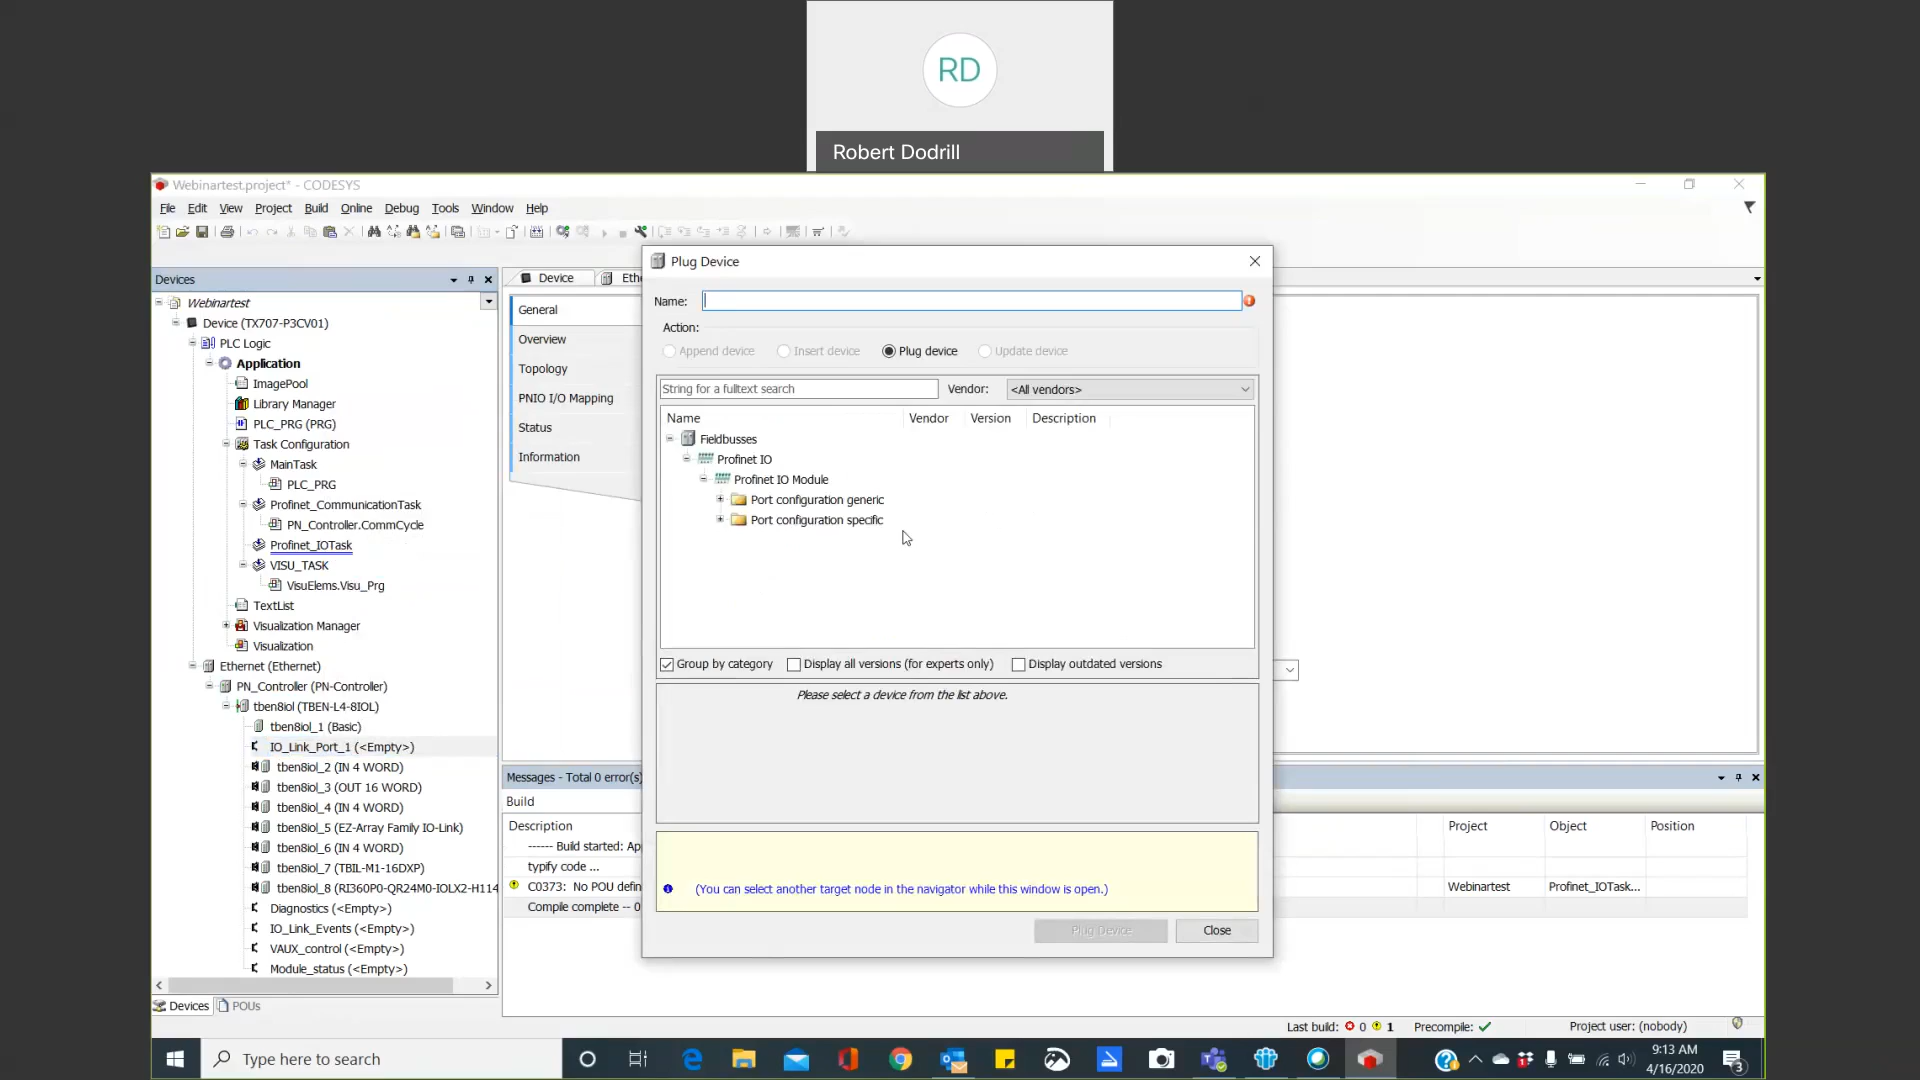 RD
Robert Dodrill
Webinartest.project* - CODESYS
File Edit View Project Build Online Debug Tools Window Help
Devices
Webinartest
Device (TX707-P3CV01)
PLC Logic
Application
ImagePool
Library Manager
PLC_PRG (PRG)
Task Configuration
MainTask
PLC_PRG
Profinet_CommunicationTask
PN_Controller.CommCycle
Profinet_IOTask
VISU_TASK
VisuElems.Visu_Prg
TextList
Visualization Manager
Visualization
Ethernet (Ethernet)
PN_Controller (PN-Controller)
tben8iol (TBEN-L4-8IOL)
tben8iol_1 (Basic)
IO_Link_Port_1 (<Empty>)
tben8iol_2 (IN 4 WORD)
tben8iol_3 (OUT 16 WORD)
tben8iol_4 (IN 4 WORD)
tben8iol_5 (EZ-Array Family IO-Link)
tben8iol_6 (IN 4 WORD)
tben8iol_7 (TBIL-M1-16DXP)
tben8iol_8 (RI360P0-QR24M0-IOLX2-H114
Diagnostics (<Empty>)
IO_Link_Events (<Empty>)
VAUX_control (<Empty>)
Module_status (<Empty>)
Devices POUs
Device Eth
General
Overview
Topology
PNIO I/O Mapping
Status
Information
Plug Device
Name:
Action:
Append device Insert device Plug device Update device
String for a fulltext search Vendor: <All vendors>
Name Vendor Version Description
Fieldbusses
Profinet IO
Profinet IO Module
Port configuration generic
Port configuration specific
Group by category Display all versions (for experts only) Display outdated versions
Please select a device from the list above.
(You can select another target node in the navigator while this window is open.)
Plug Device Close
Messages - Total 0 error(s)
Build
Description Project Object Position
------ Build started: Ap
typify code ...
C0373: No POU defin Webinartest Profinet_IOTask...
Compile complete -- 0
Last build: 0 1 Precompile: Project user: (nobody)
Type here to search
9:13 AM
4/16/2020
3